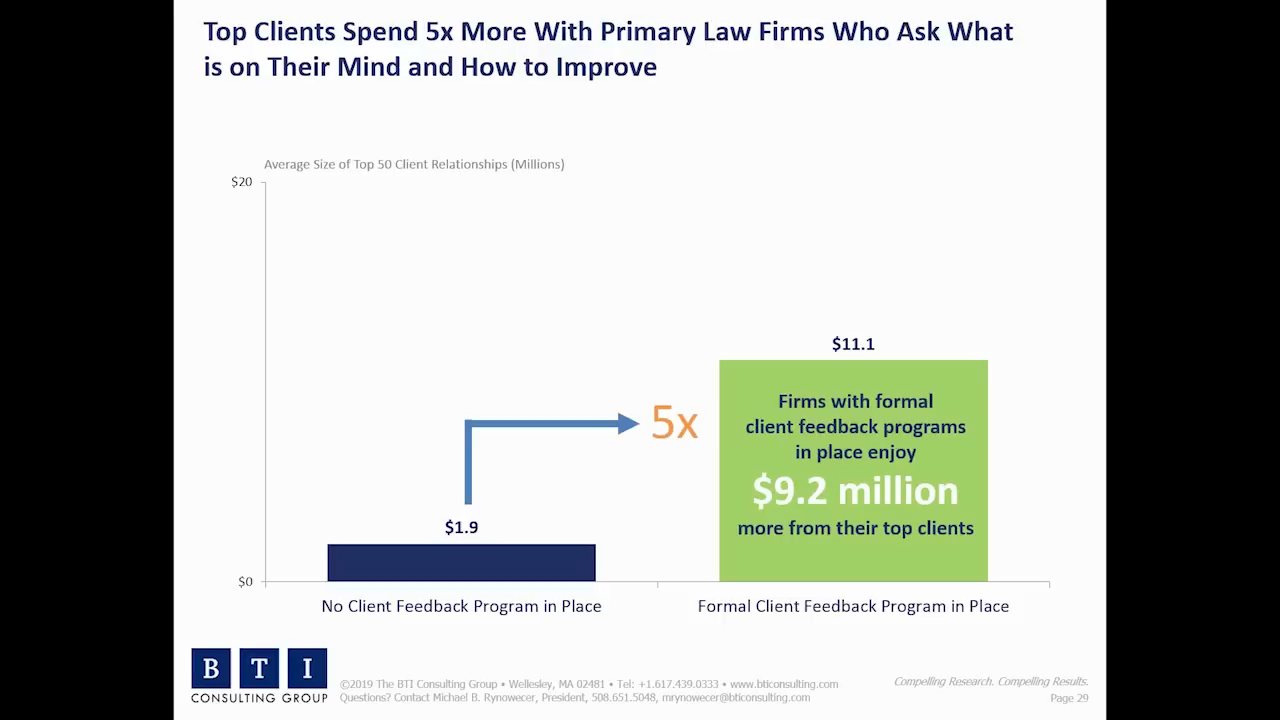 Top Clients Spend 5x More With Primary Law Firms Who Ask What
is on Their Mind and How to Improve
Average Size of Top 50 Client Relationships (Millions)
$20
$11.1
Firms with formal
client feedback programs
in place enjoy
$9.2 million
more from their top clients
5x
$1.9
$0
No Client Feedback Program in Place
Formal Client Feedback Program in Place
B T I
CONSULTING GROUP
©2019 The BTI Consulting Group • Wellesley, MA 02481 • Tel: +1.617.439.0333 • www.bticonsulting.com
Questions? Contact Michael B. Rynowecer, President, 508.651.5048, mrynowecer@bticonsulting.com
Compelling Research. Compelling Results.
Page 29